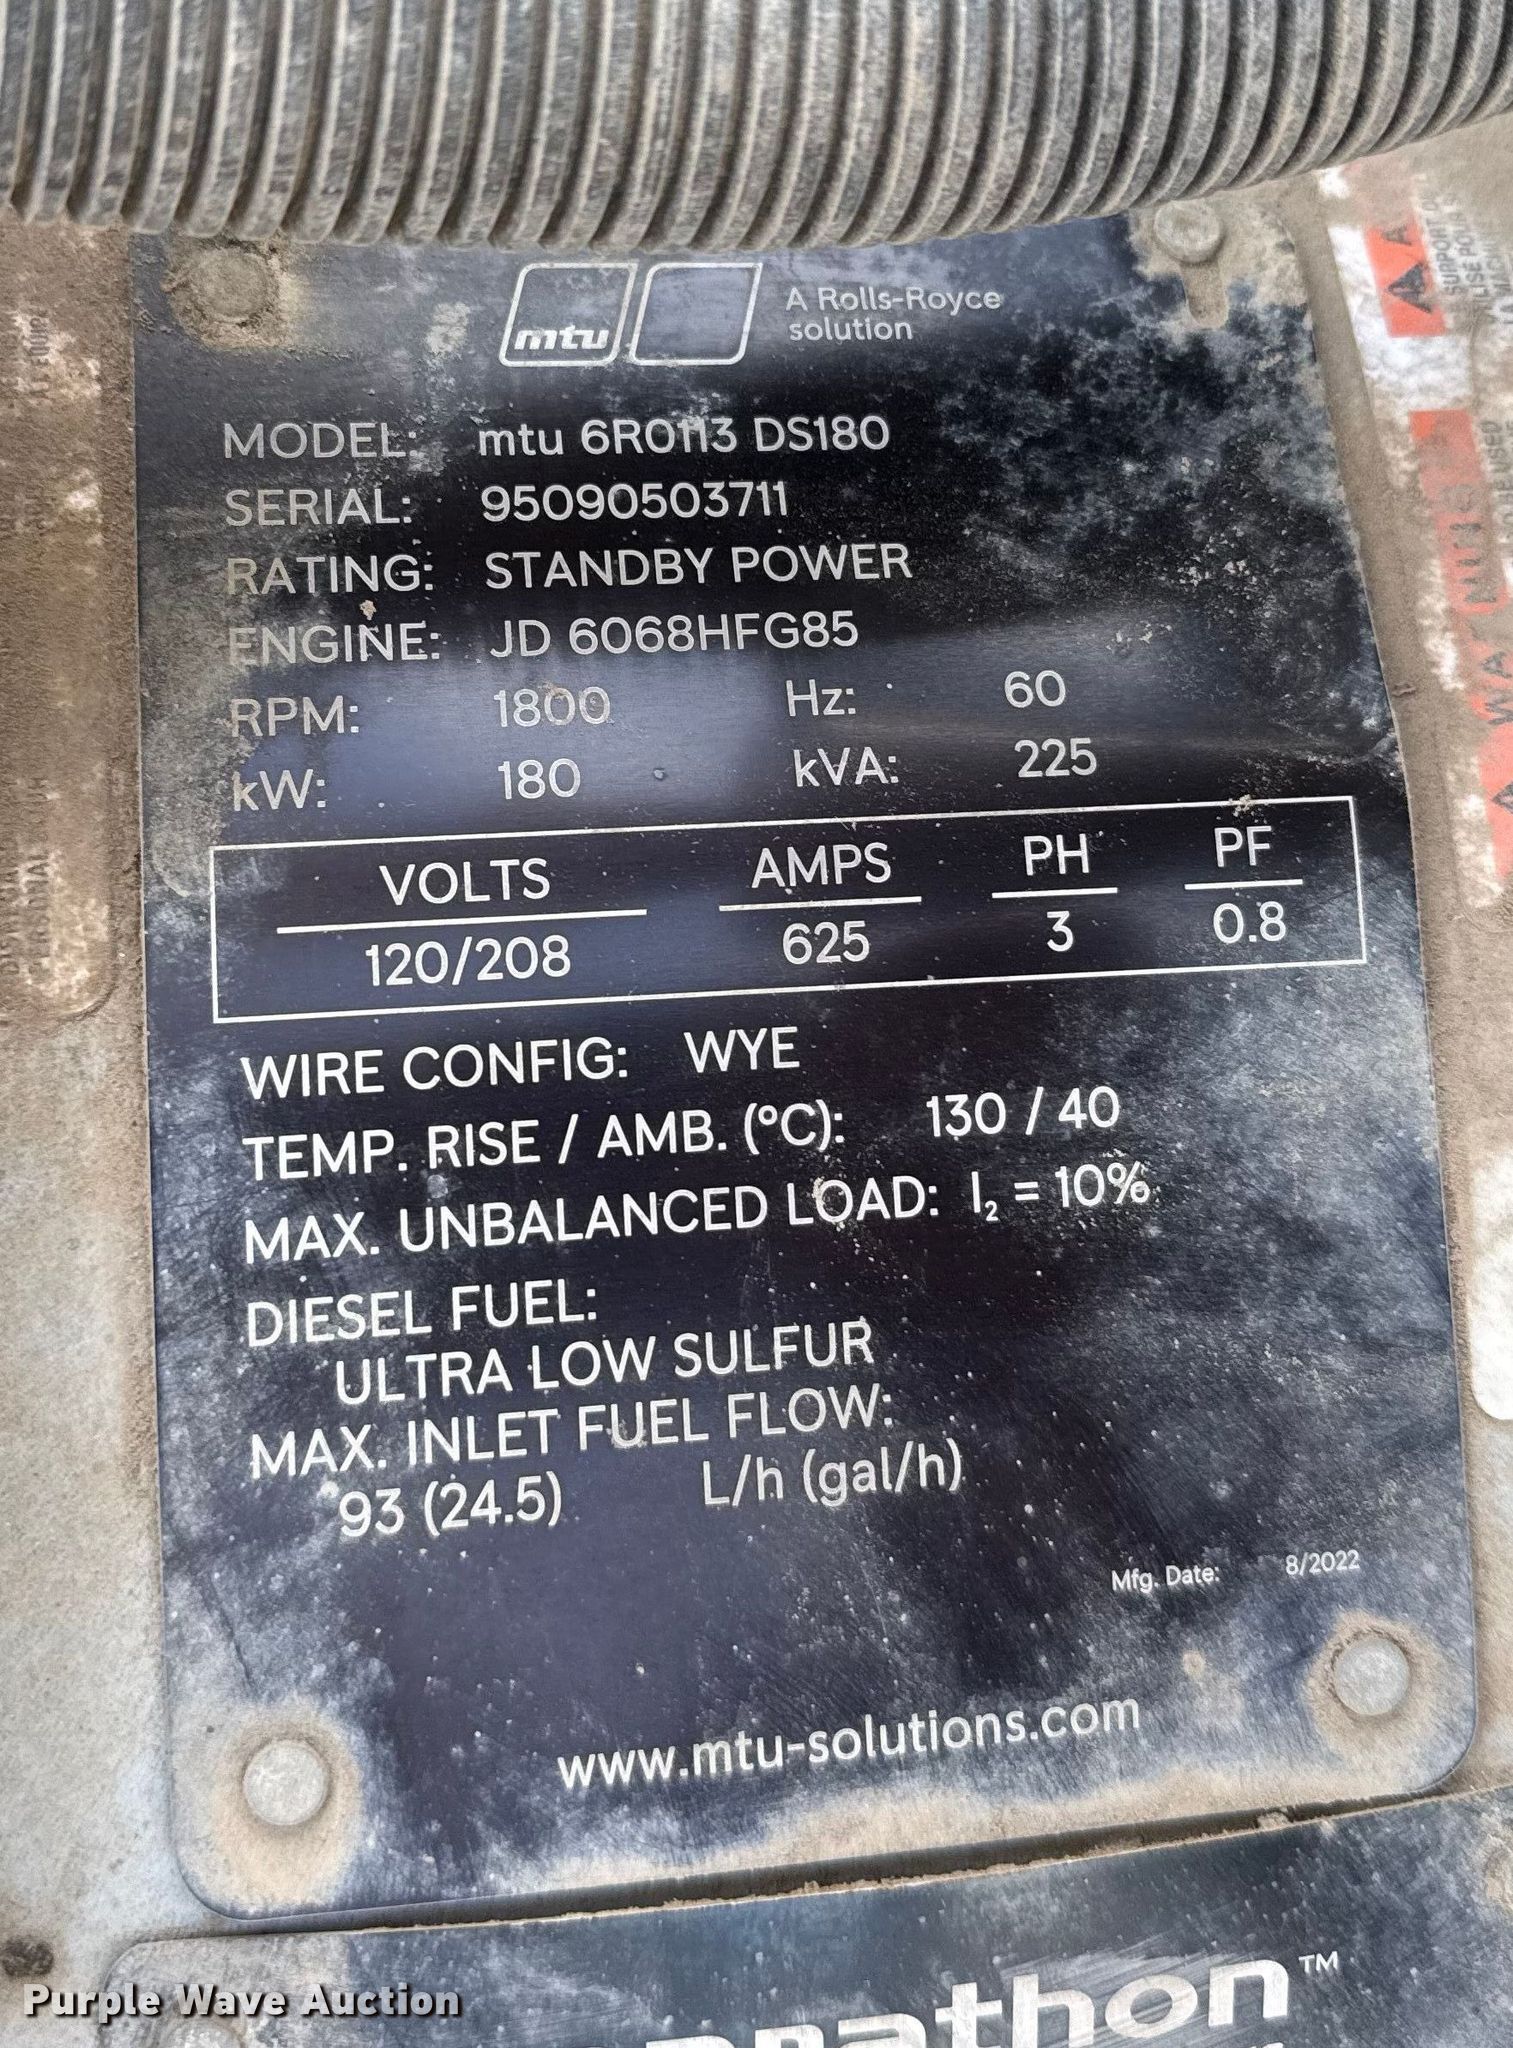 mtu
A Rolls-Royce
solution
MODEL: mtu 6R0113 DS180
SERIAL: 95090503711
RATING: STANDBY POWER
ENGINE: JD 6068HFG85
RPM: 1800 Hz: 60
kW: 180 kVA: 225
VOLTS AMPS PH PF
120/208 625 3 0.8
WIRE CONFIG: WYE
TEMP. RISE / AMB. (°C): 130 / 40
MAX. UNBALANCED LOAD: I₂ = 10%
DIESEL FUEL:
ULTRA LOW SULFUR
MAX. INLET FUEL FLOW:
93 (24.5) L/h (gal/h)
Mfg. Date: 8/2022
www.mtu-solutions.com
Purple Wave Auction